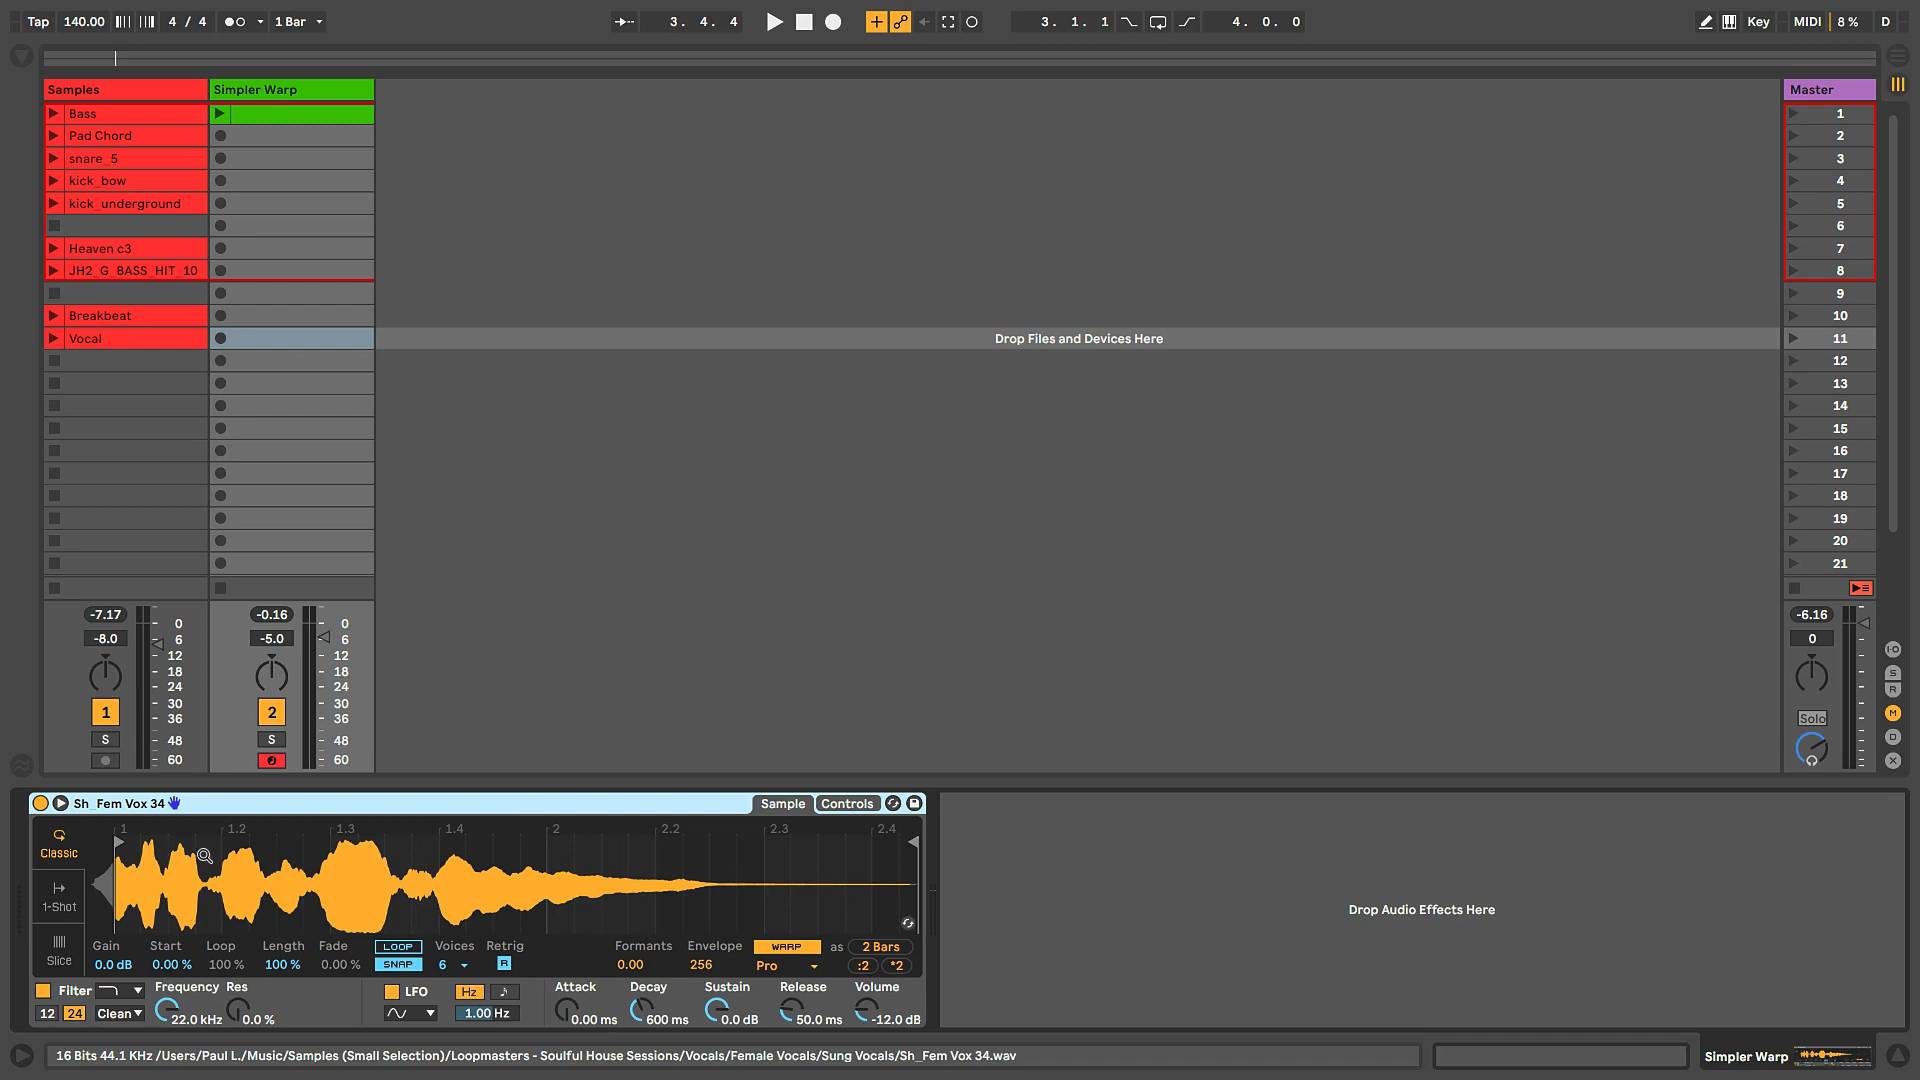 Tap 140.00 4 / 4 1 Bar 3. 4. 4 3. 1. 1 4. 0. 0 Key MIDI 8 % D
Samples Simpler Warp Master
Bass 1
Pad Chord 2
snare_5 3
kick_bow 4
kick_underground 5
6
Heaven c3 7
JH2_G_BASS_HIT_10 8
9
Breakbeat 10
Vocal Drop Files and Devices Here 11
12
13
14
15
16
17
18
19
20
21
-7.17 -0.16 -6.16
0 0
-8.0 6 -5.0 6 0
12 12
18 18
24 24
30 30
1 2
36 36 Solo
S 48 S 48
60 60
I·O
S
R
M
D
X
Sh_Fem Vox 34 Sample Controls
1 1.2 1.3 1.4 2 2.2 2.3 2.4
Classic
1-Shot
Slice
Gain Start Loop Length Fade LOOP Voices Retrig Formants Envelope WARP as 2 Bars
0.0 dB 0.00 % 100 % 100 % 0.00 % SNAP 6 R 0.00 256 Pro :2 *2
Filter Frequency Res LFO Hz Attack Decay Sustain Release Volume
12 24 Clean 22.0 kHz 0.0 % 1.00 Hz 0.00 ms 600 ms 0.0 dB 50.0 ms -12.0 dB
Drop Audio Effects Here
16 Bits 44.1 KHz /Users/Paul L./Music/Samples (Small Selection)/Loopmasters - Soulful House Sessions/Vocals/Female Vocals/Sung Vocals/Sh_Fem Vox 34.wav
Simpler Warp